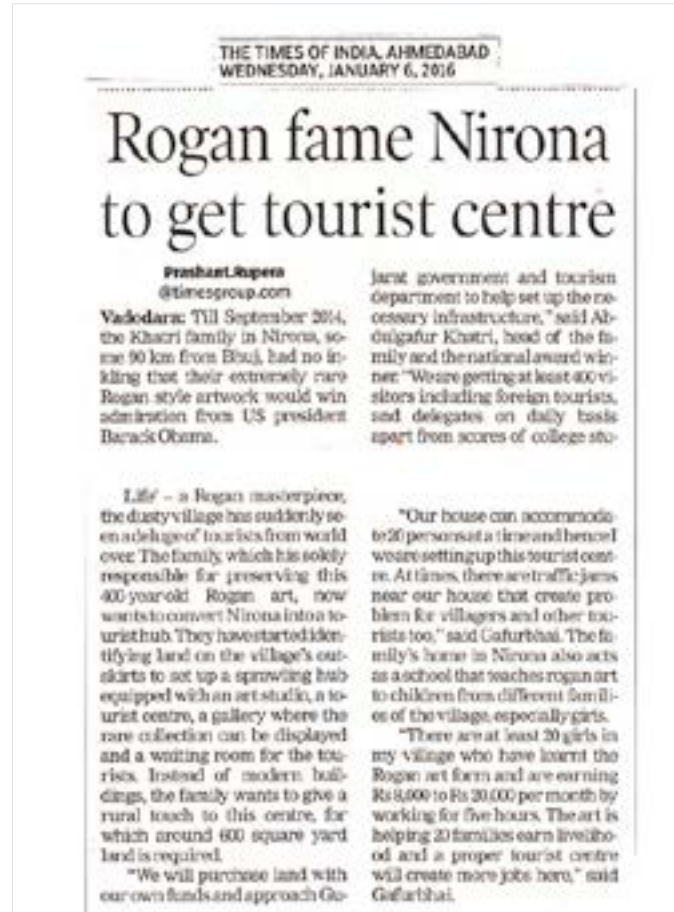 THE TIMES OF INDIA, AHMEDABAD
WEDNESDAY, JANUARY 6, 2016
Rogan fame Nirona
to get tourist centre
Prashant.Rupera
@timesgroup.com
Vadodara: Till September 2014,
the Khatri family in Nirona, so-
me 90 km from Bhuj, had no in-
kling that their extremely rare
Rogan style artwork would win
admiration from US president
Barack Obama.
Life' – a Rogan masterpiece,
the dusty village has suddenly se-
en a deluge of tourists from world
over. The family, which his solely
responsible for preserving this
400-year-old Rogan art, now
wants to convert Nirona into a to-
urist hub. They have started iden-
tifying land on the village's out-
skirts to set up a sprawling hub
equipped with an art studio, a to-
urist centre, a gallery where the
rare collection can be displayed
and a waiting room for the tou-
rists. Instead of modern buil-
dings, the family wants to give a
rural touch to this centre, for
which around 600 square yard
land is required.
"We will purchase land with
our own funds and approach Gu-
jarat government and tourism
department to help set up the ne-
cessary infrastructure," said Ab-
dulgafur Khatri, head of the fa-
mily and the national award win-
ner. "We are getting at least 400 vi-
sitors including foreign tourists,
and delegates on daily basis
apart from scores of college stu-
"Our house can accommoda-
te 20 persons at a time and hence
we are setting up this tourist cent-
re. At times, there are traffic jams
near our house that create pro-
blem for villagers and other tou-
rists too," said Gafurbhai. The fa-
mily's home in Nirona also acts
as a school that teaches rogan art
to children from different famili-
es of the village, especially girls.
"There are at least 20 girls in
my village who have learnt the
Rogan art form and are earning
Rs 8,000 to Rs 20,000 per month by
working for five hours. The art is
helping 20 families earn liveliho-
od and a proper tourist centre
will create more jobs here," said
Gafurbhai.